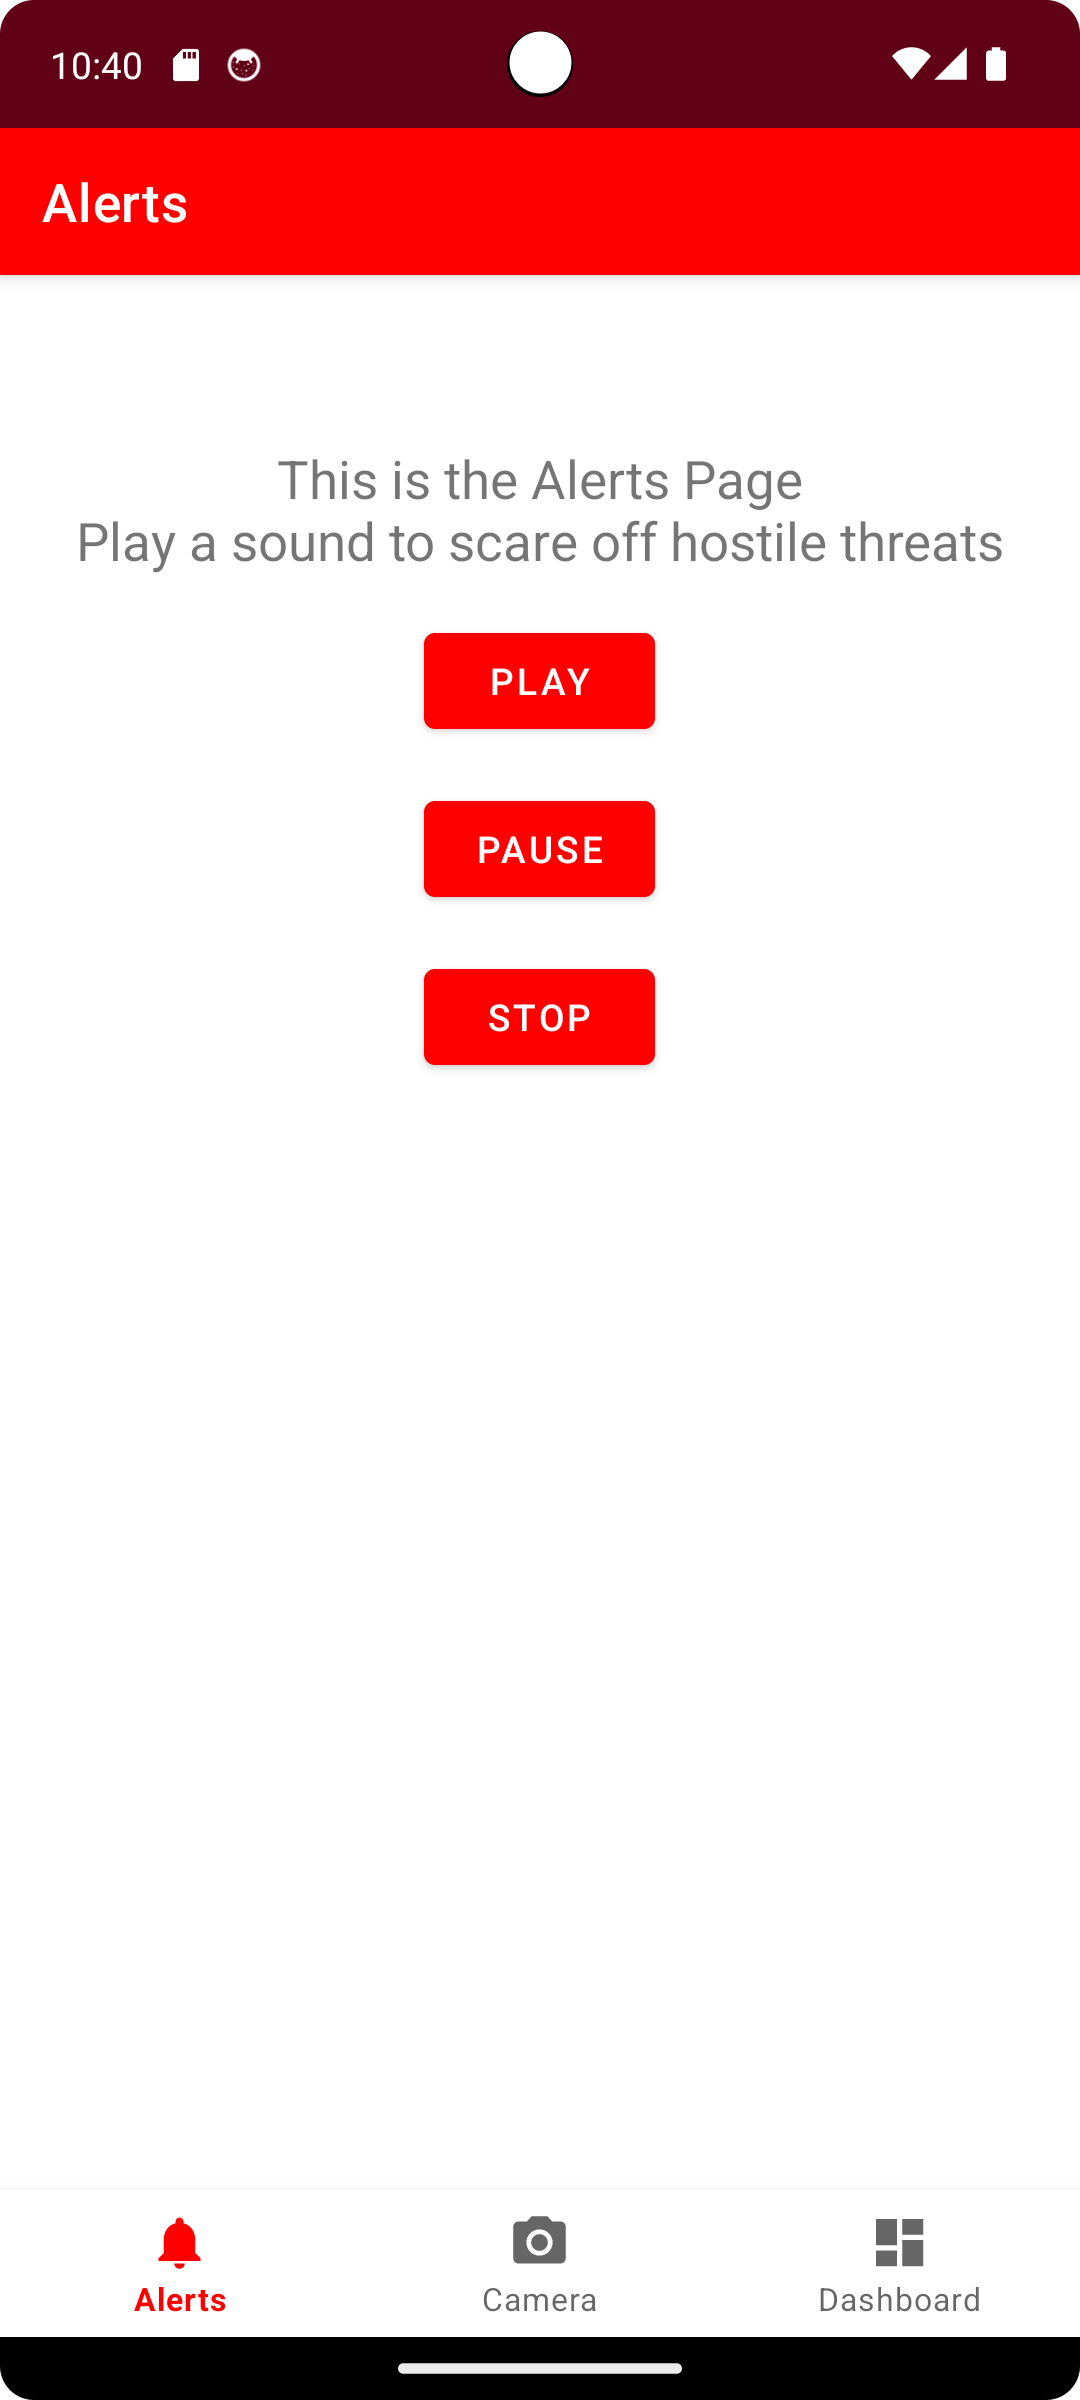 10:40
Alerts
This is the Alerts Page
Play a sound to scare off hostile threats
PLAY
PAUSE
STOP
Alerts
Camera
Dashboard